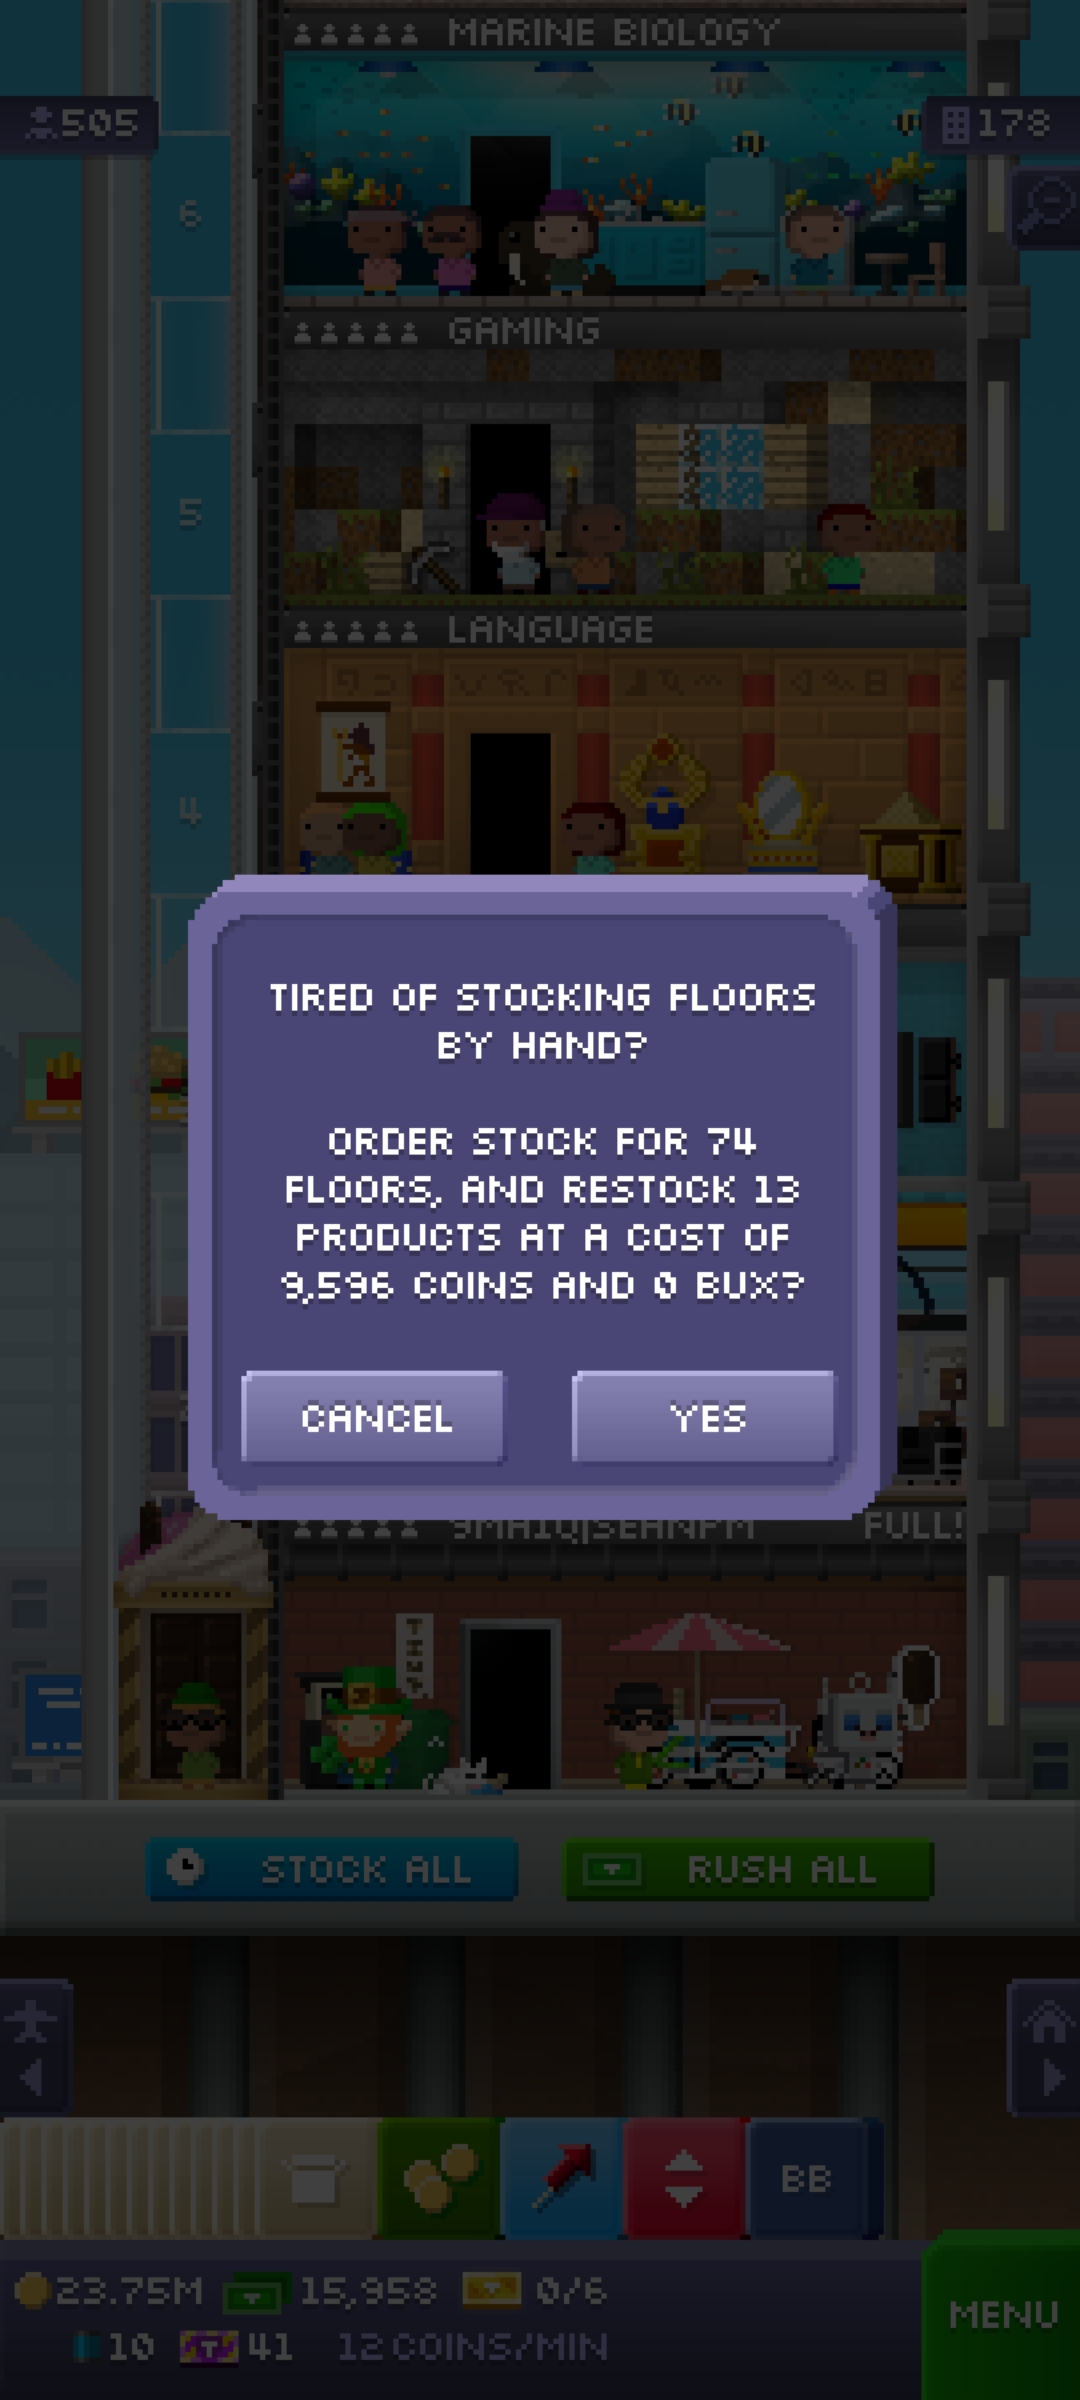 MARINE BIOLOGY
505
178
6
GAMING
5
LANGUAGE
4
TIRED OF STOCKING FLOORS
BY HAND?
ORDER STOCK FOR 74
FLOORS, AND RESTOCK 13
PRODUCTS AT A COST OF
9,596 COINS AND 0 BUX?
CANCEL
YES
FULL!
STOCK ALL
RUSH ALL
BB
23.75M
15,958
0/6
MENU
10
41
12 COINS/MIN